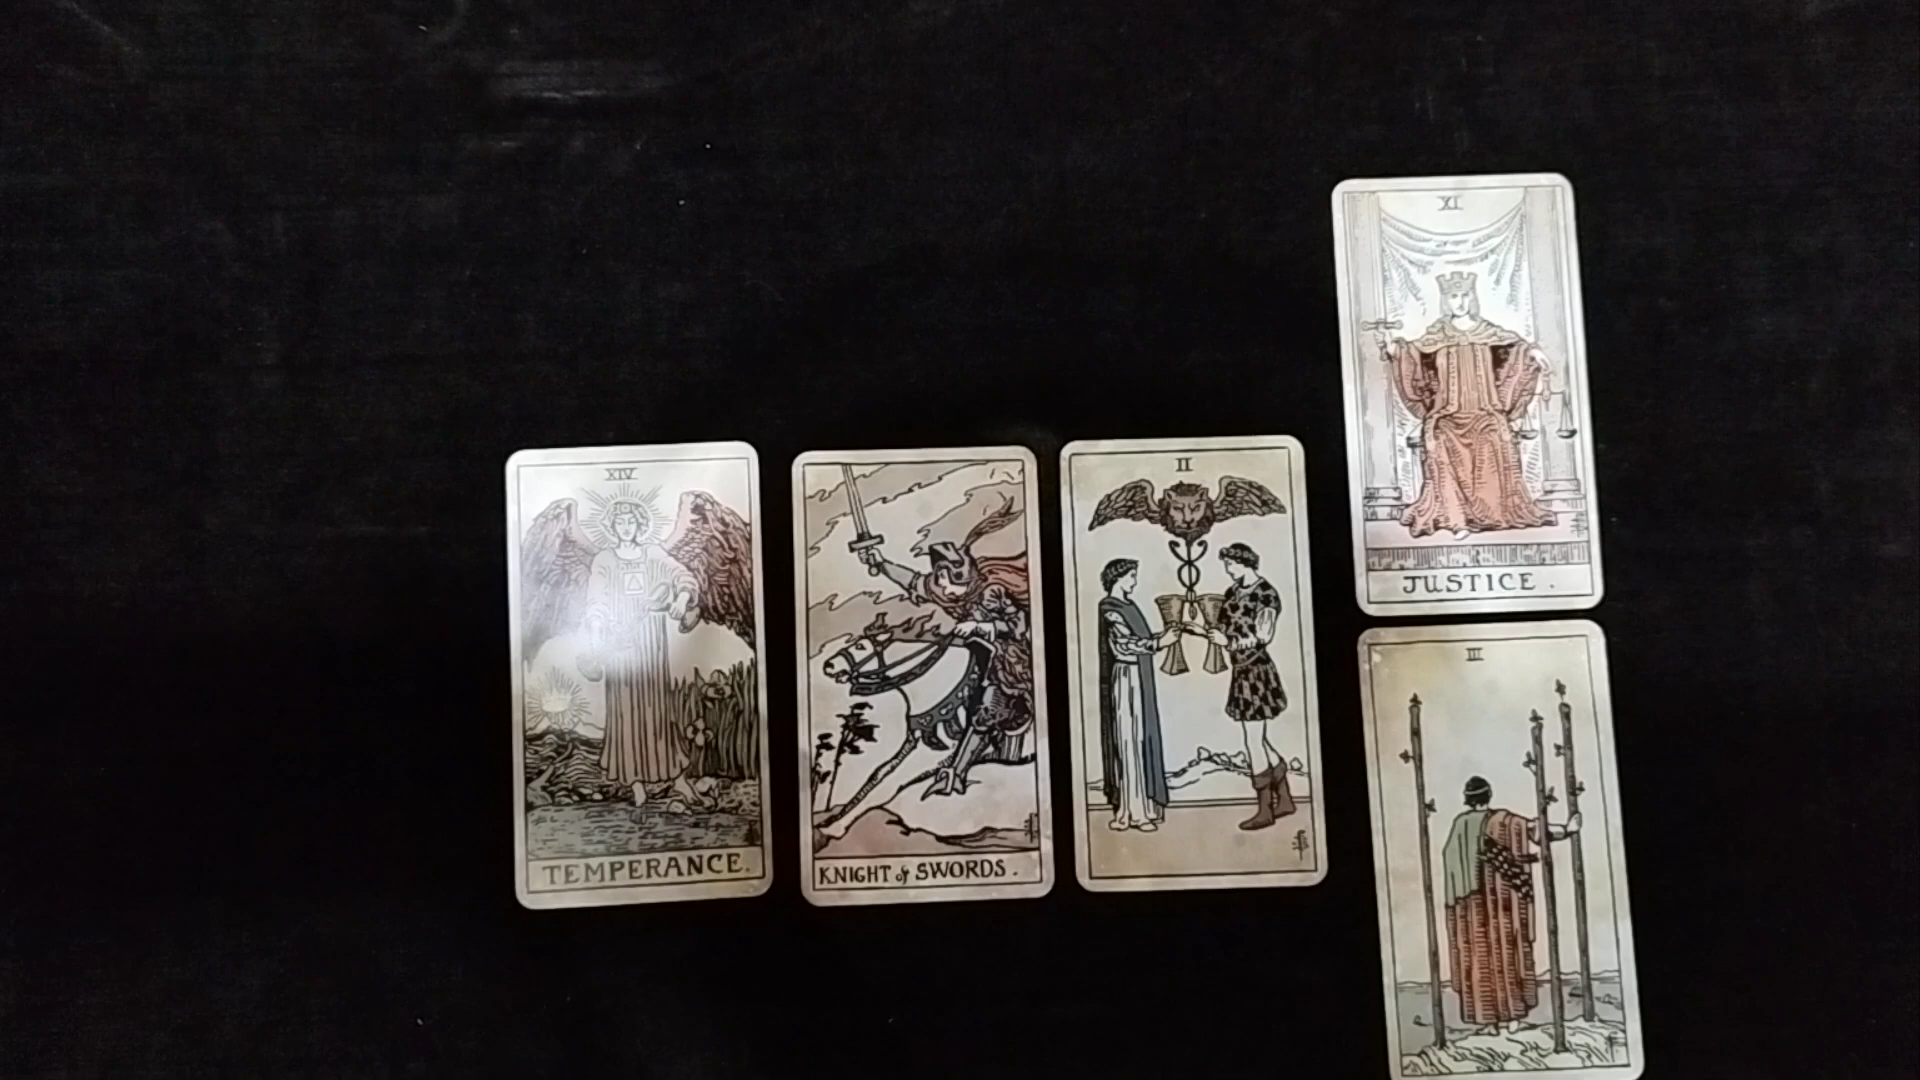 XIV
TEMPERANCE.
KNIGHT of SWORDS.
II
XI
JUSTICE.
III